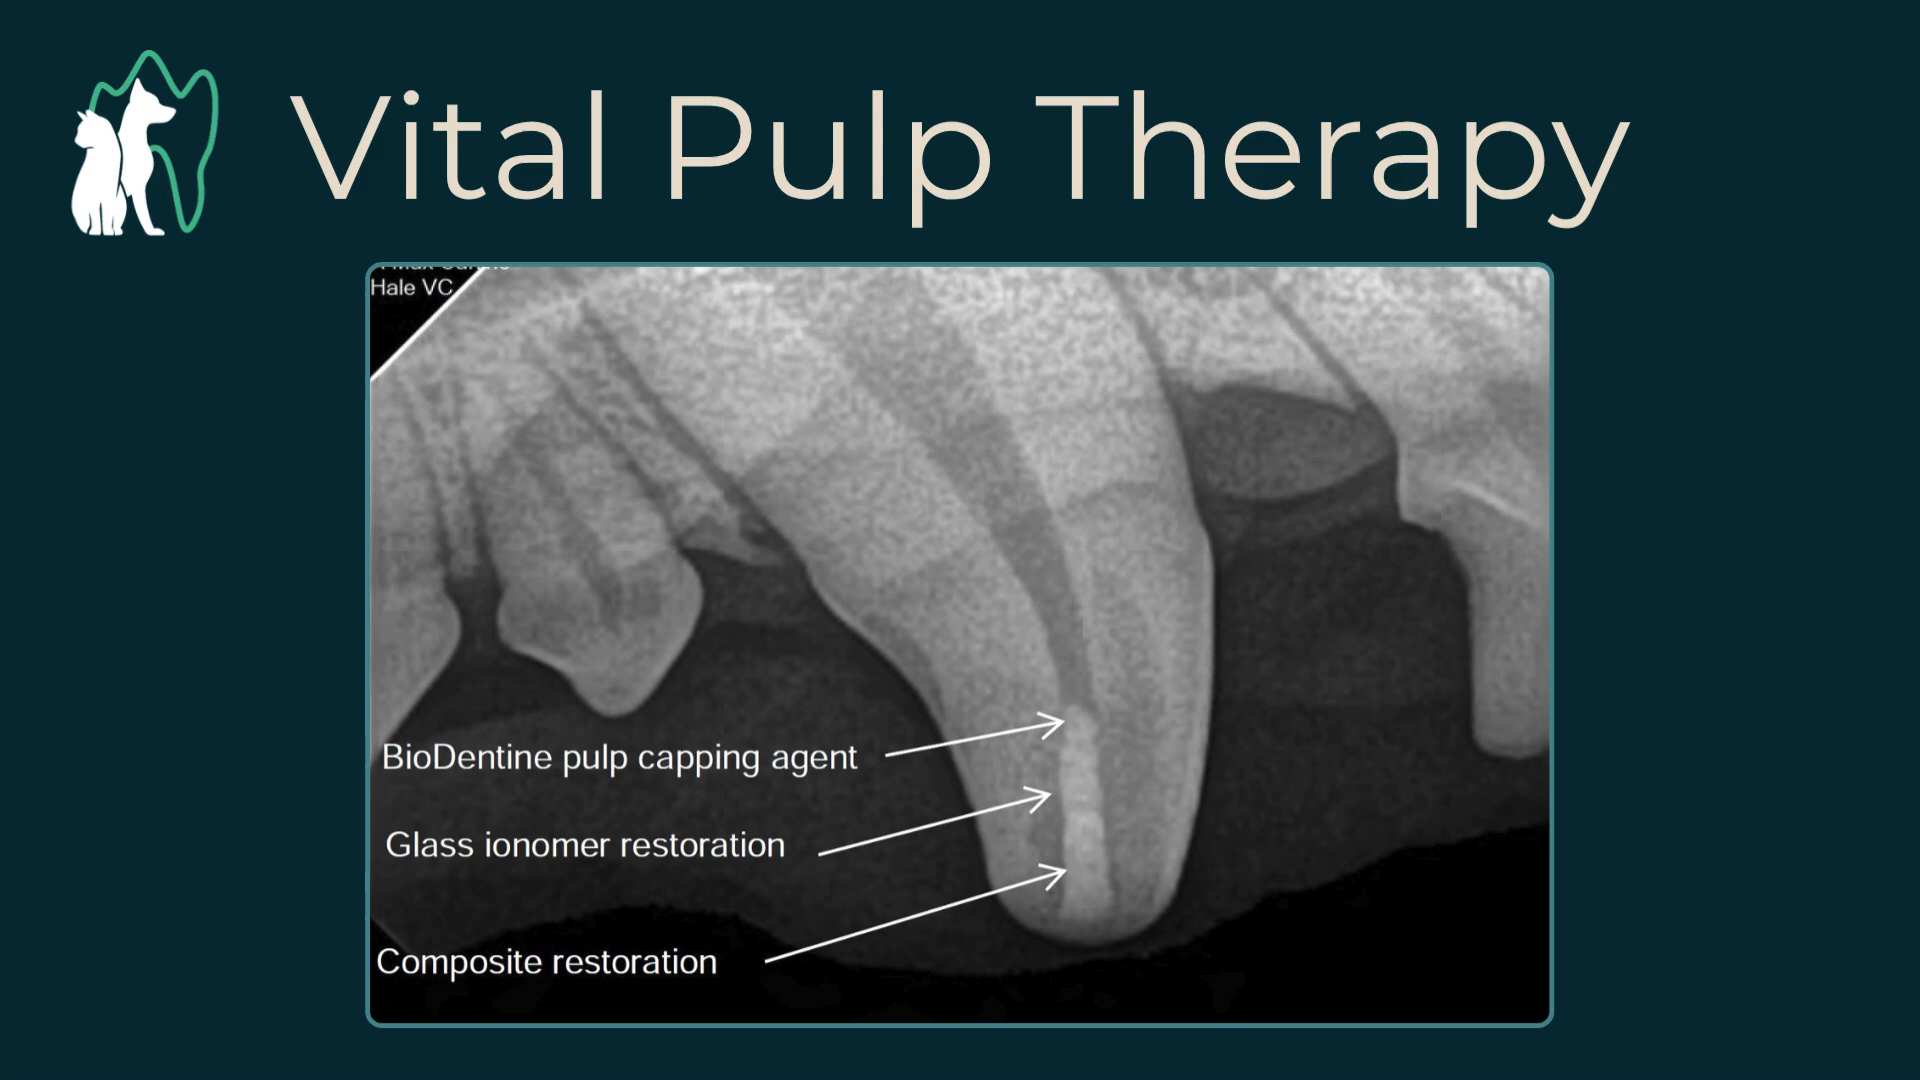 Vital Pulp Therapy
Hale VC
BioDentine pulp capping agent
Glass ionomer restoration
Composite restoration